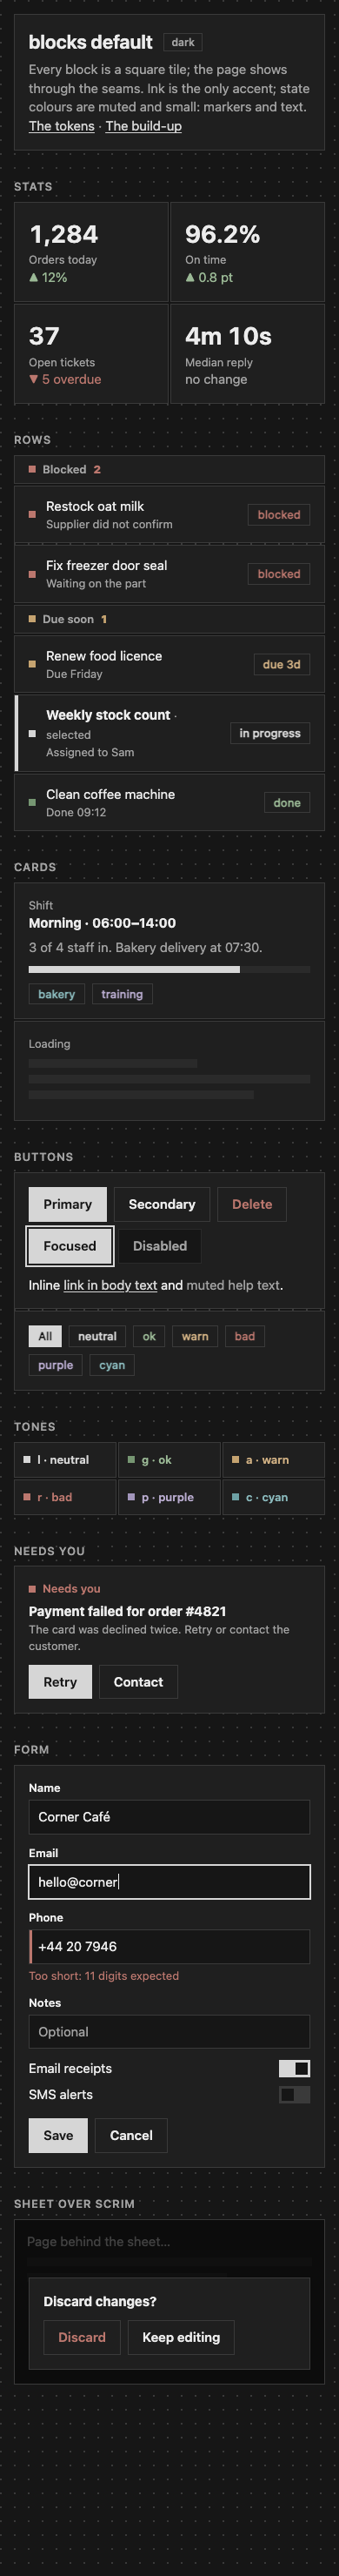 blocks default dark
Every block is a square tile; the page shows
through the seams. Ink is the only accent; state
colours are muted and small: markers and text.
The tokens · The build-up
STATS
1,284
Orders today
▲ 12%
96.2%
On time
▲ 0.8 pt
37
Open tickets
▼ 5 overdue
4m 10s
Median reply
no change
ROWS
Blocked 2
Restock oat milk
Supplier did not confirm
blocked
Fix freezer door seal
Waiting on the part
blocked
Due soon 1
Renew food licence
Due Friday
due 3d
Weekly stock count ·
selected
Assigned to Sam
in progress
Clean coffee machine
Done 09:12
done
CARDS
Shift
Morning · 06:00–14:00
3 of 4 staff in. Bakery delivery at 07:30.
bakery training
Loading
BUTTONS
Primary Secondary Delete
Focused Disabled
Inline link in body text and muted help text.
All neutral ok warn bad
purple cyan
TONES
l · neutral g · ok a · warn
r · bad p · purple c · cyan
NEEDS YOU
Needs you
Payment failed for order #4821
The card was declined twice. Retry or contact the
customer.
Retry Contact
FORM
Name
Corner Café
Email
hello@corner
Phone
+44 20 7946
Too short: 11 digits expected
Notes
Optional
Email receipts
SMS alerts
Save Cancel
SHEET OVER SCRIM
Page behind the sheet…
Discard changes?
Discard Keep editing